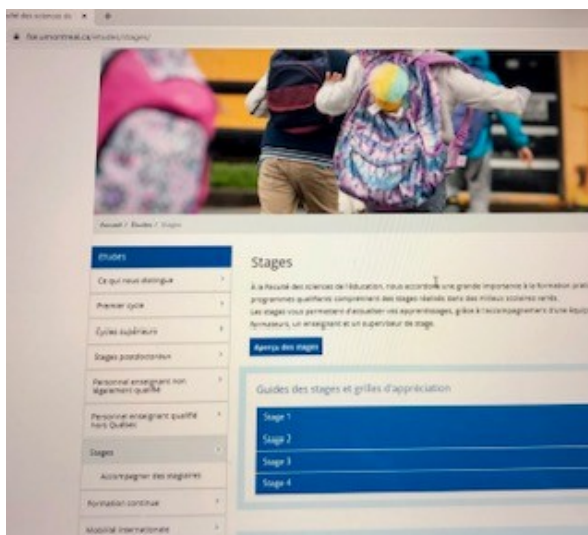 fse.umontreal.ca/etudes/stages/
Accueil / Études / Stages
études
Ce qui nous distingue
Premier cycle
Cycles supérieurs
Stages postdoctoraux
Personnel enseignant non
légalement qualifié
Personnel enseignant qualifié
hors Québec
Stages
Accompagner des stagiaires
Formation continue
Mobilité internationale
Stages
À la Faculté des sciences de l'éducation, nous accordons une grande importance à la formation
programmes qualifiants comprennent des stages réalisés dans des milieux scolaires variés.
Les stages vous permettent d'actualiser vos apprentissages, grâce à l'accompagnement d'une
formateurs, un enseignant et un superviseur de stage.
Aperçu des stages
Guides des stages et grilles d'appréciation
Stage 1
Stage 2
Stage 3
Stage 4